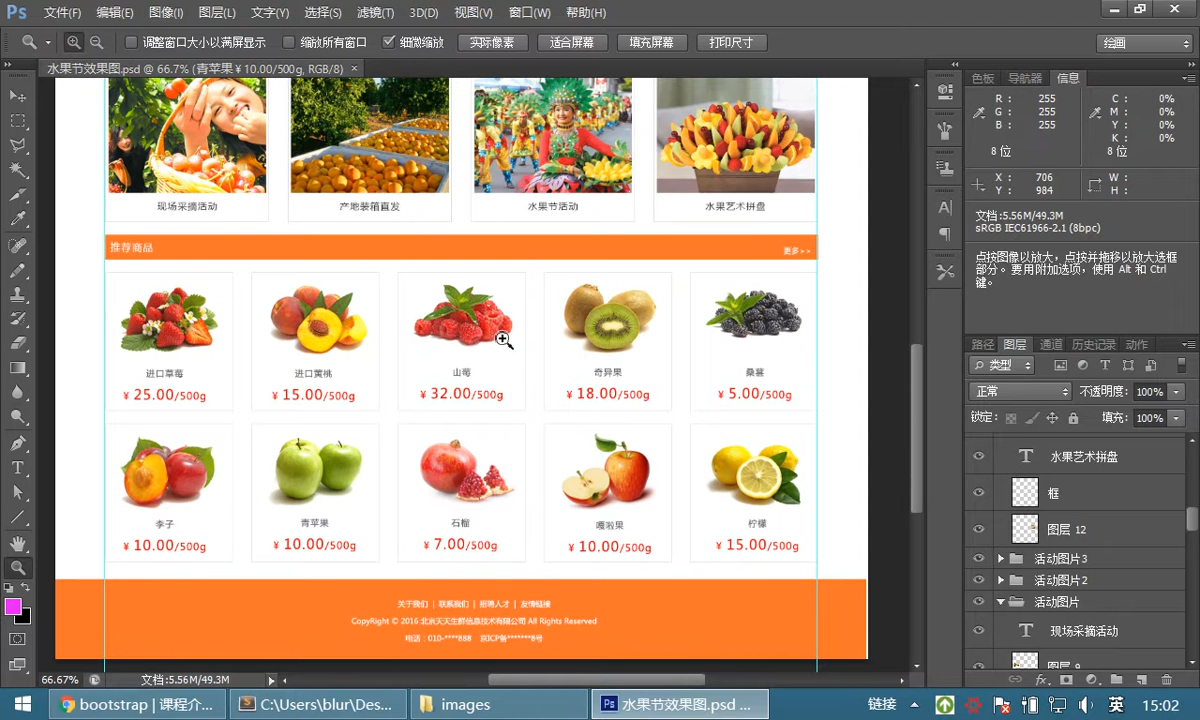 Ps 文件(F) 编辑(E) 图像(I) 图层(L) 文字(Y) 选择(S) 滤镜(T) 3D(D) 视图(V) 窗口(W) 帮助(H)
调整窗口大小以满屏显示 缩放所有窗口 细微缩放 实际像素 适合屏幕 填充屏幕 打印尺寸 绘画
水果节效果图.psd @ 66.7% (青苹果 ¥ 10.00/500g, RGB/8) ×
现场采摘活动 产地装箱直发 水果节活动 水果艺术拼盘
推荐商品 更多>>
进口草莓 进口黄桃 山莓 奇异果 桑葚
¥ 25.00/500g ¥ 15.00/500g ¥ 32.00/500g ¥ 18.00/500g ¥ 5.00/500g
李子 青苹果 石榴 嘎啦果 柠檬
¥ 10.00/500g ¥ 10.00/500g ¥ 7.00/500g ¥ 10.00/500g ¥ 15.00/500g
关于我们 | 联系我们 | 招聘人才 | 友情链接
CopyRight © 2016 北京天天生鲜信息技术有限公司 All Rights Reserved
电话：010-****888 京ICP备*******8号
66.67% 文档:5.56M/49.3M
色板 导航器 信息
R : 255 C : 0%
G : 255 M : 0%
B : 255 Y : 0%
K : 0%
8 位 8 位
X : 706 W :
Y : 984 H :
文档:5.56M/49.3M
sRGB IEC61966-2.1 (8bpc)
点按图像以放大，点按并拖移以放大选框
部分。要用附加选项，使用 Alt 和 Ctrl
键。
路径 图层 通道 历史记录 动作
类型
正常 不透明度: 100%
锁定: 填充: 100%
水果艺术拼盘
框
图层 12
活动图片3
活动图片2
活动图片
现场采摘活动
图层 9
bootstrap | 课程介... C:\Users\blur\Des... images 水果节效果图.psd ... 链接 英 15:02